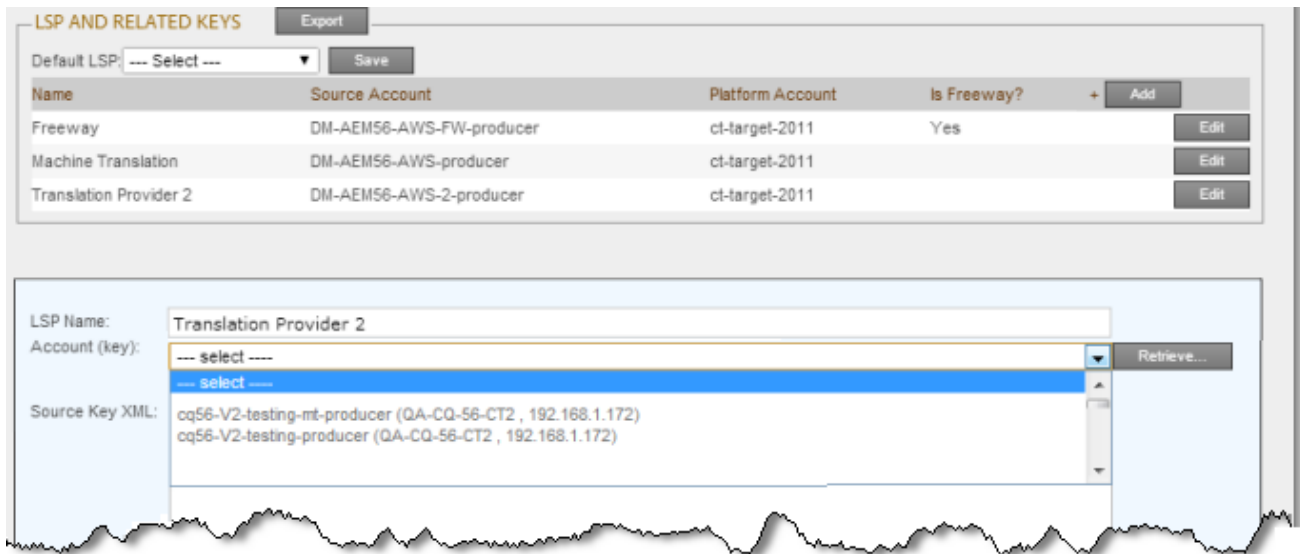 LSP AND RELATED KEYS Export
Default LSP: --- Select --- Save
Name Source Account Platform Account Is Freeway? + Add
Freeway DM-AEM56-AWS-FW-producer ct-target-2011 Yes Edit
Machine Translation DM-AEM56-AWS-producer ct-target-2011 Edit
Translation Provider 2 DM-AEM56-AWS-2-producer ct-target-2011 Edit
LSP Name: Translation Provider 2
Account (key): --- select ---- Retrieve...
--- select ----
Source Key XML: cq56-V2-testing-mt-producer (QA-CQ-56-CT2 , 192.168.1.172)
cq56-V2-testing-producer (QA-CQ-56-CT2 , 192.168.1.172)